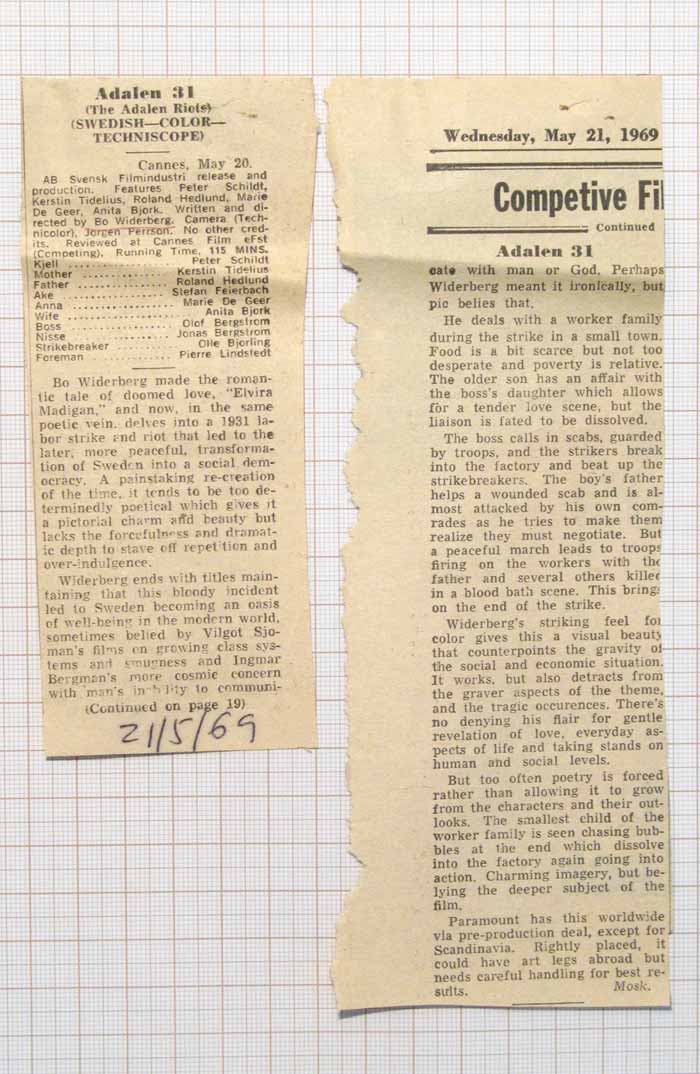 Adalen 31
(The Adalen Riots)
(SWEDISH—COLOR—
TECHNISCOPE)
Cannes, May 20.
AB Svensk Filmindustri release and
production. Features Peter Schildt,
Kerstin Tidelius, Roland Hedlund, Marie
De Geer, Anita Bjork. Written and di-
rected by Bo Widerberg. Camera (Tech-
nicolor), Jorgen Persson. No other cred-
its. Reviewed at Cannes Film eFst
(Competing). Running Time, 115 MINS.
Kjell .................. Peter Schildt
Mother .............. Kerstin Tidelius
Father ............... Roland Hedlund
Ake ................. Stefan Feierbach
Anna ................. Marie De Geer
Wife .................... Anita Bjork
Boss ................. Olof Bergstrom
Nisse ............... Jonas Bergstrom
Strikebreaker .......... Olle Bjorling
Foreman ............. Pierre Lindstedt
Bo Widerberg made the roman-
tic tale of doomed love, "Elvira
Madigan," and now, in the same
poetic vein, delves into a 1931 la-
bor strike and riot that led to the
later, more peaceful, transforma-
tion of Sweden into a social dem-
ocracy. A painstaking re-creation
of the time, it tends to be too de-
terminedly poetical which gives it
a pictorial charm and beauty but
lacks the forcefulness and dramat-
ic depth to stave off repetition and
over-indulgence.
Widerberg ends with titles main-
taining that this bloody incident
led to Sweden becoming an oasis
of well-being in the modern world,
sometimes belied by Vilgot Sjo-
man's films on growing class sys-
tems and smugness and Ingmar
Bergman's more cosmic concern
with man's inability to communi-
(Continued on page 19)
21/5/69
Wednesday, May 21, 1969
Competive Fil
Continued
Adalen 31
cate with man or God. Perhaps
Widerberg meant it ironically, but
pic belies that.
He deals with a worker family
during the strike in a small town.
Food is a bit scarce but not too
desperate and poverty is relative.
The older son has an affair with
the boss's daughter which allows
for a tender love scene, but the
liaison is fated to be dissolved.
The boss calls in scabs, guarded
by troops, and the strikers break
into the factory and beat up the
strikebreakers. The boy's father
helps a wounded scab and is al-
most attacked by his own com-
rades as he tries to make them
realize they must negotiate. But
a peaceful march leads to troops
firing on the workers with the
father and several others killed
in a blood bath scene. This brings
on the end of the strike.
Widerberg's striking feel for
color gives this a visual beauty
that counterpoints the gravity of
the social and economic situation.
It works, but also detracts from
the graver aspects of the theme,
and the tragic occurences. There's
no denying his flair for gentle
revelation of love, everyday as-
pects of life and taking stands on
human and social levels.
But too often poetry is forced
rather than allowing it to grow
from the characters and their out-
looks. The smallest child of the
worker family is seen chasing bub-
bles at the end which dissolve
into the factory again going into
action. Charming imagery, but be-
lying the deeper subject of the
film.
Paramount has this worldwide
via pre-production deal, except for
Scandinavia. Rightly placed, it
could have art legs abroad but
needs careful handling for best re-
sults. Mosk.